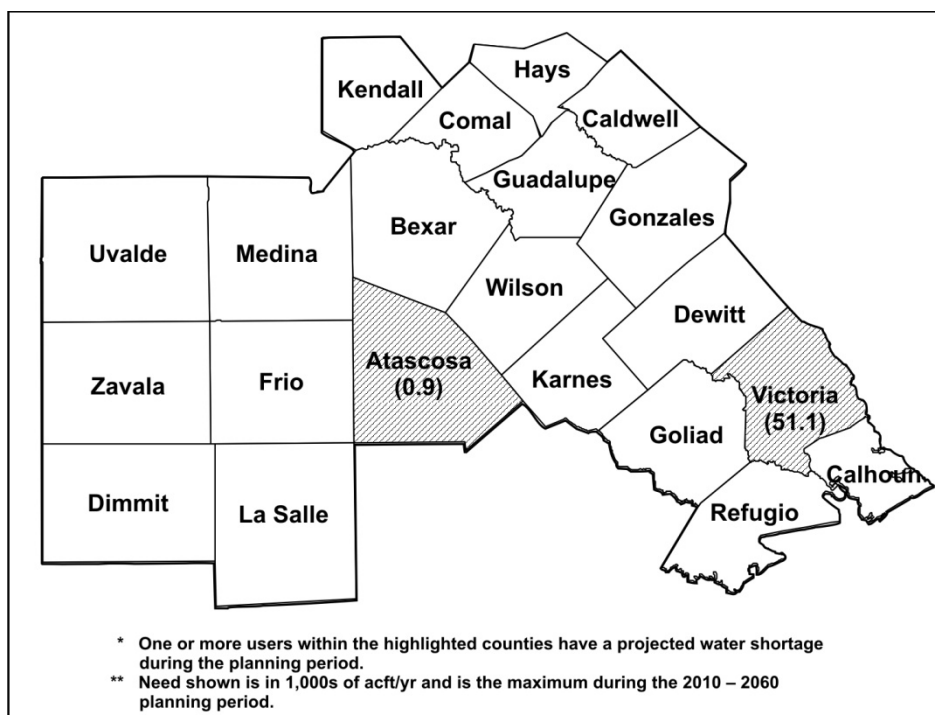 Hays
Kendall
Comal
Caldwell
Guadalupe
Gonzales
Bexar
Uvalde
Medina
Wilson
Dewitt
Atascosa
(0.9)
Zavala
Frio
Karnes
Victoria
(51.1)
Goliad
Calhoun
Dimmit
La Salle
Refugio
* One or more users within the highlighted counties have a projected water shortage
during the planning period.
** Need shown is in 1,000s of acft/yr and is the maximum during the 2010 – 2060
planning period.